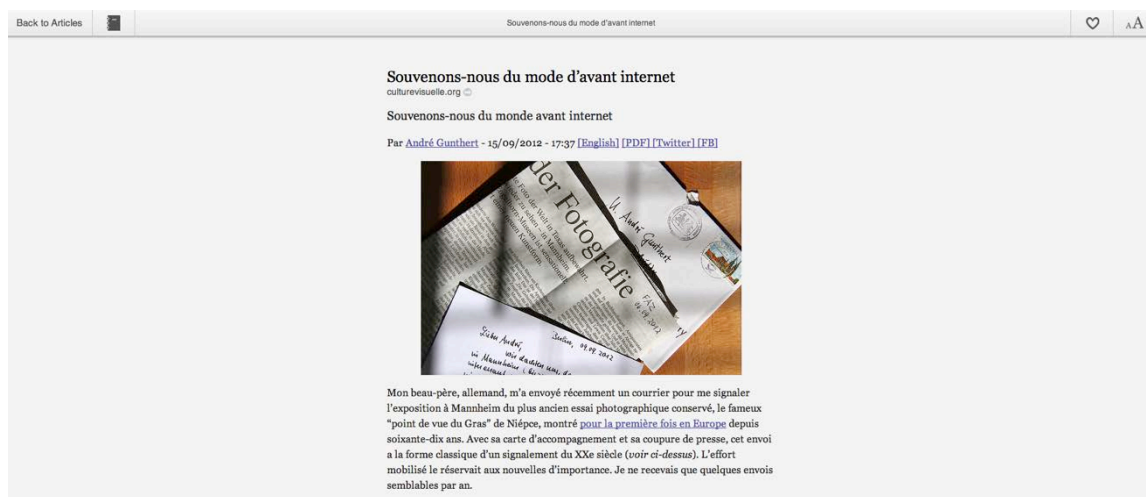 Back to Articles
Souvenons-nous du mode d'avant internet
AA
Souvenons-nous du mode d'avant internet
culturevisuelle.org
Souvenons-nous du monde avant internet
Par André Gunthert - 15/09/2012 - 17:37 [English] [PDF] [Twitter] [FB]
der Fotografie
André Gunthert
FAZ
Berlin, 09.09.2012
Mon beau-père, allemand, m'a envoyé récemment un courrier pour me signaler
l'exposition à Mannheim du plus ancien essai photographique conservé, le fameux
"point de vue du Gras" de Niépce, montré pour la première fois en Europe depuis
soixante-dix ans. Avec sa carte d'accompagnement et sa coupure de presse, cet envoi
a la forme classique d'un signalement du XXe siècle (voir ci-dessus). L'effort
mobilisé le réservait aux nouvelles d'importance. Je ne recevais que quelques envois
semblables par an.